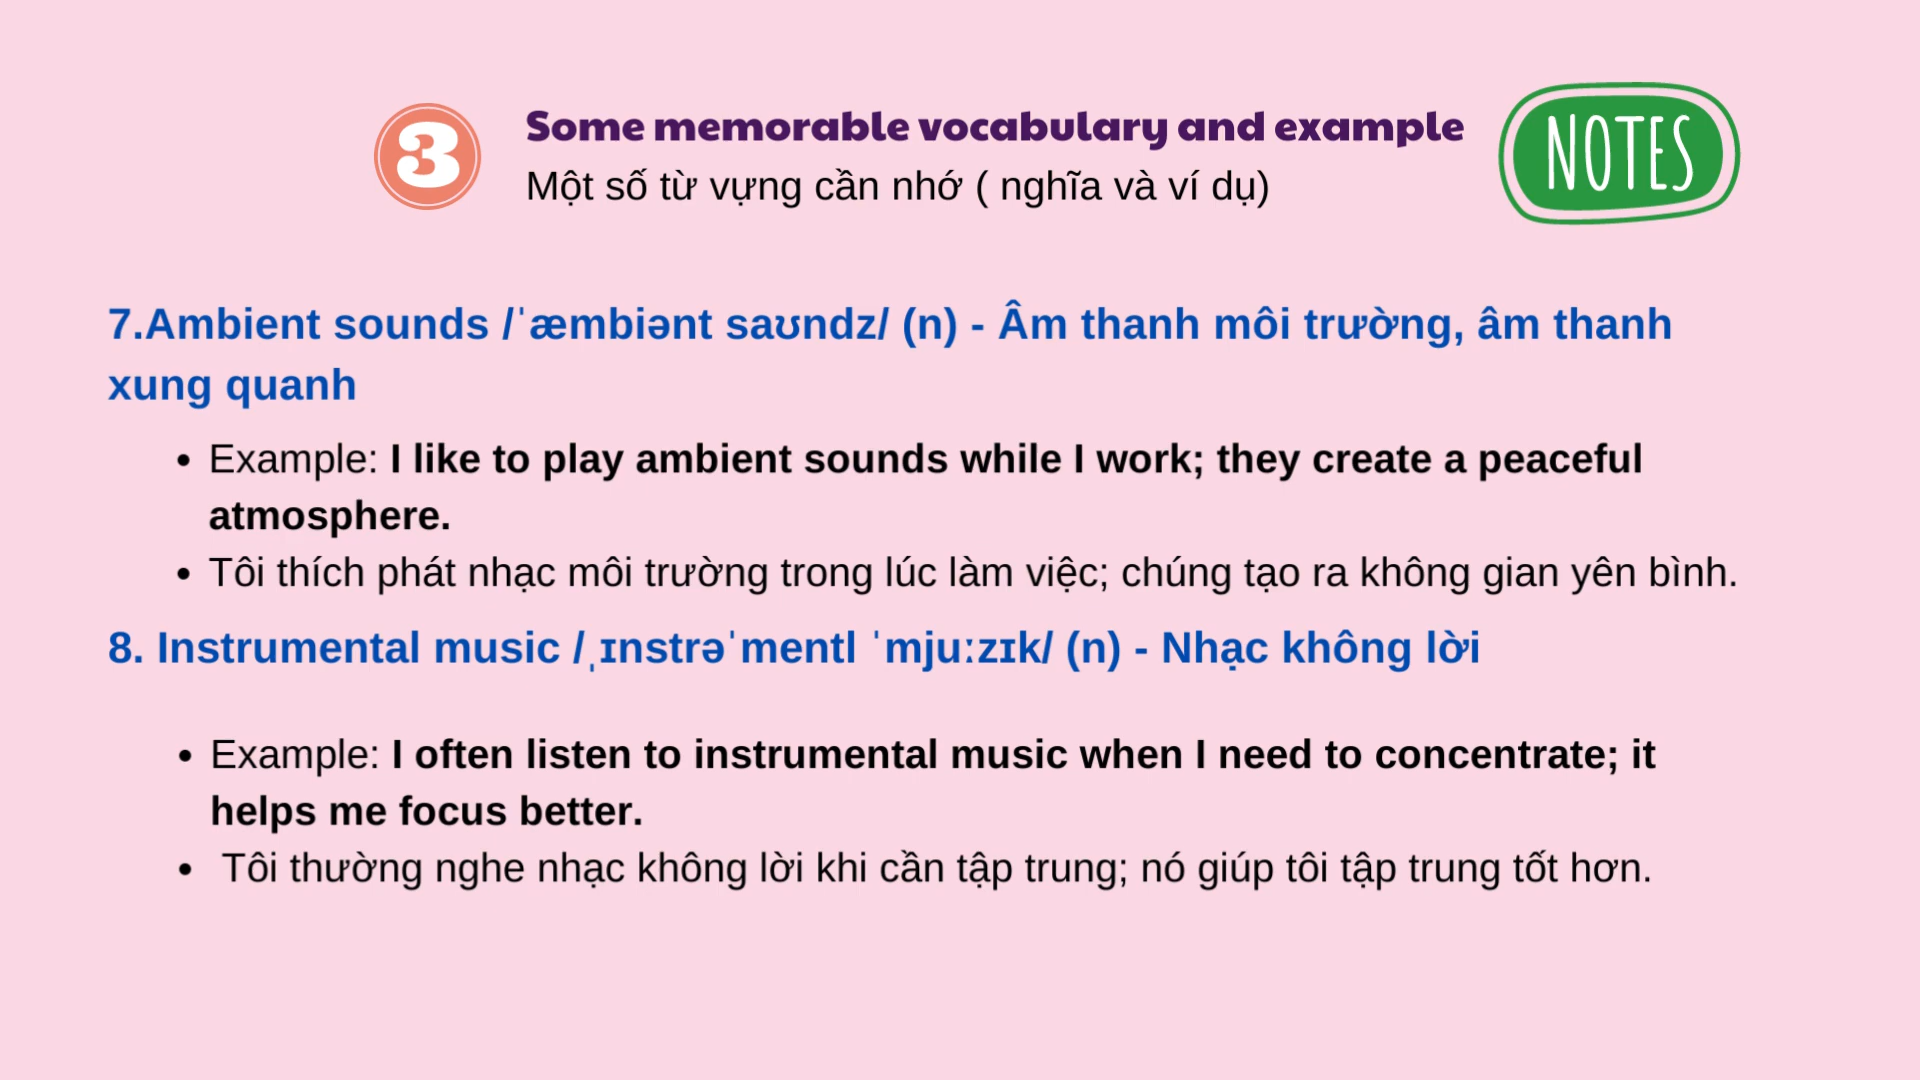 3
Some memorable vocabulary and example
NOTES
Một số từ vựng cần nhớ ( nghĩa và ví dụ)
7.Ambient sounds /ˈæmbiənt saʊndz/ (n) - Âm thanh môi trường, âm thanh
xung quanh
• Example: I like to play ambient sounds while I work; they create a peaceful
atmosphere.
• Tôi thích phát nhạc môi trường trong lúc làm việc; chúng tạo ra không gian yên bình.
8. Instrumental music /ˌɪnstrəˈmentl ˈmjuːzɪk/ (n) - Nhạc không lời
• Example: I often listen to instrumental music when I need to concentrate; it
helps me focus better.
• Tôi thường nghe nhạc không lời khi cần tập trung; nó giúp tôi tập trung tốt hơn.